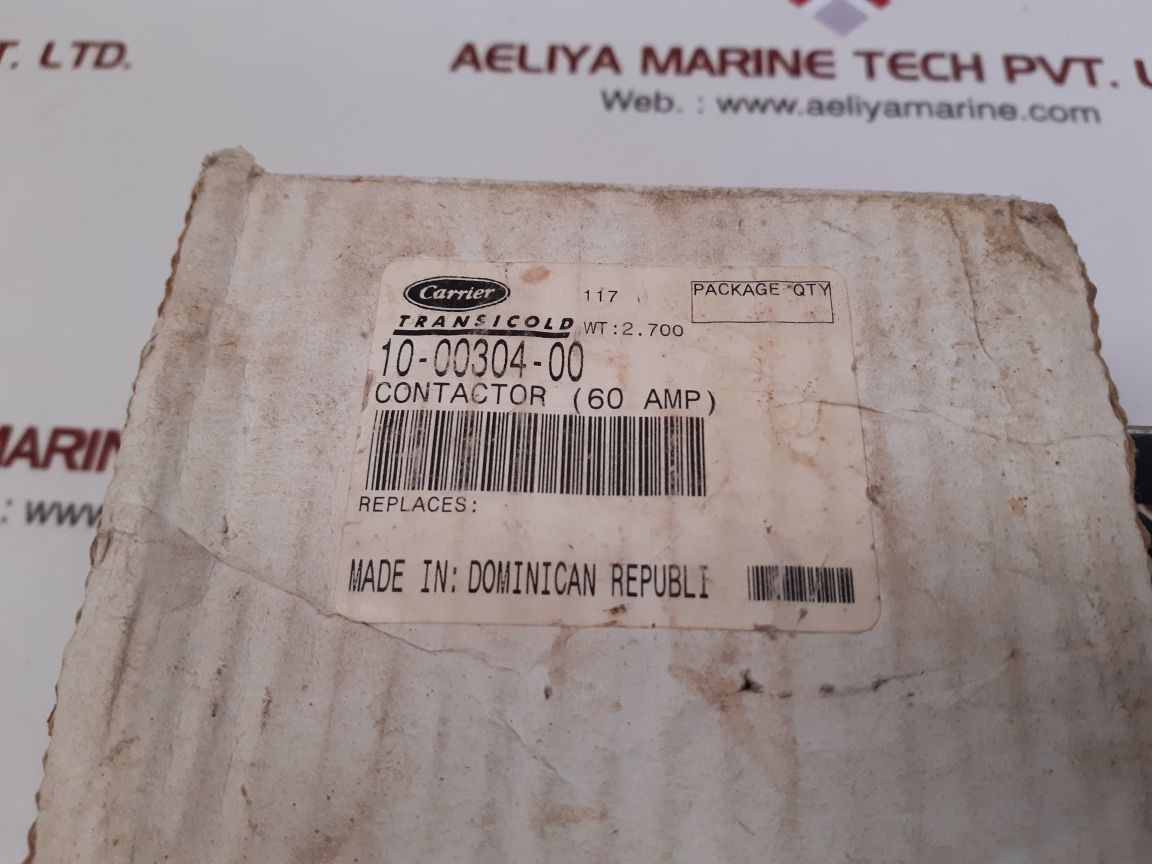 T. LTD.
AELIYA MARINE TECH PVT.
Web. : www.aeliyamarine.com
Carrier
TRANSICOLD
117
WT:2.700
PACKAGE QTY
10-00304-00
CONTACTOR (60 AMP)
REPLACES:
MADE IN: DOMINICAN REPUBLI
ARIN
: www